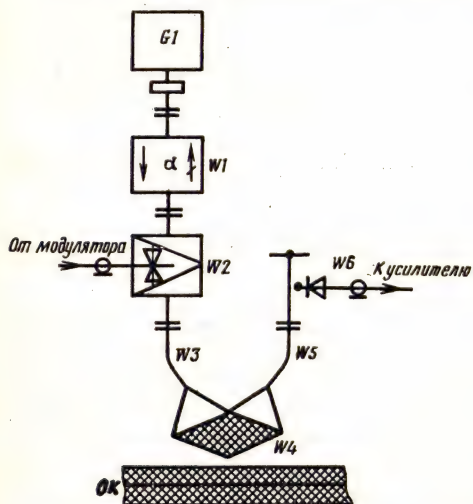 G1
α W1
От модулятора
W2
W6
К усилителю
W3
W5
W4
ОК